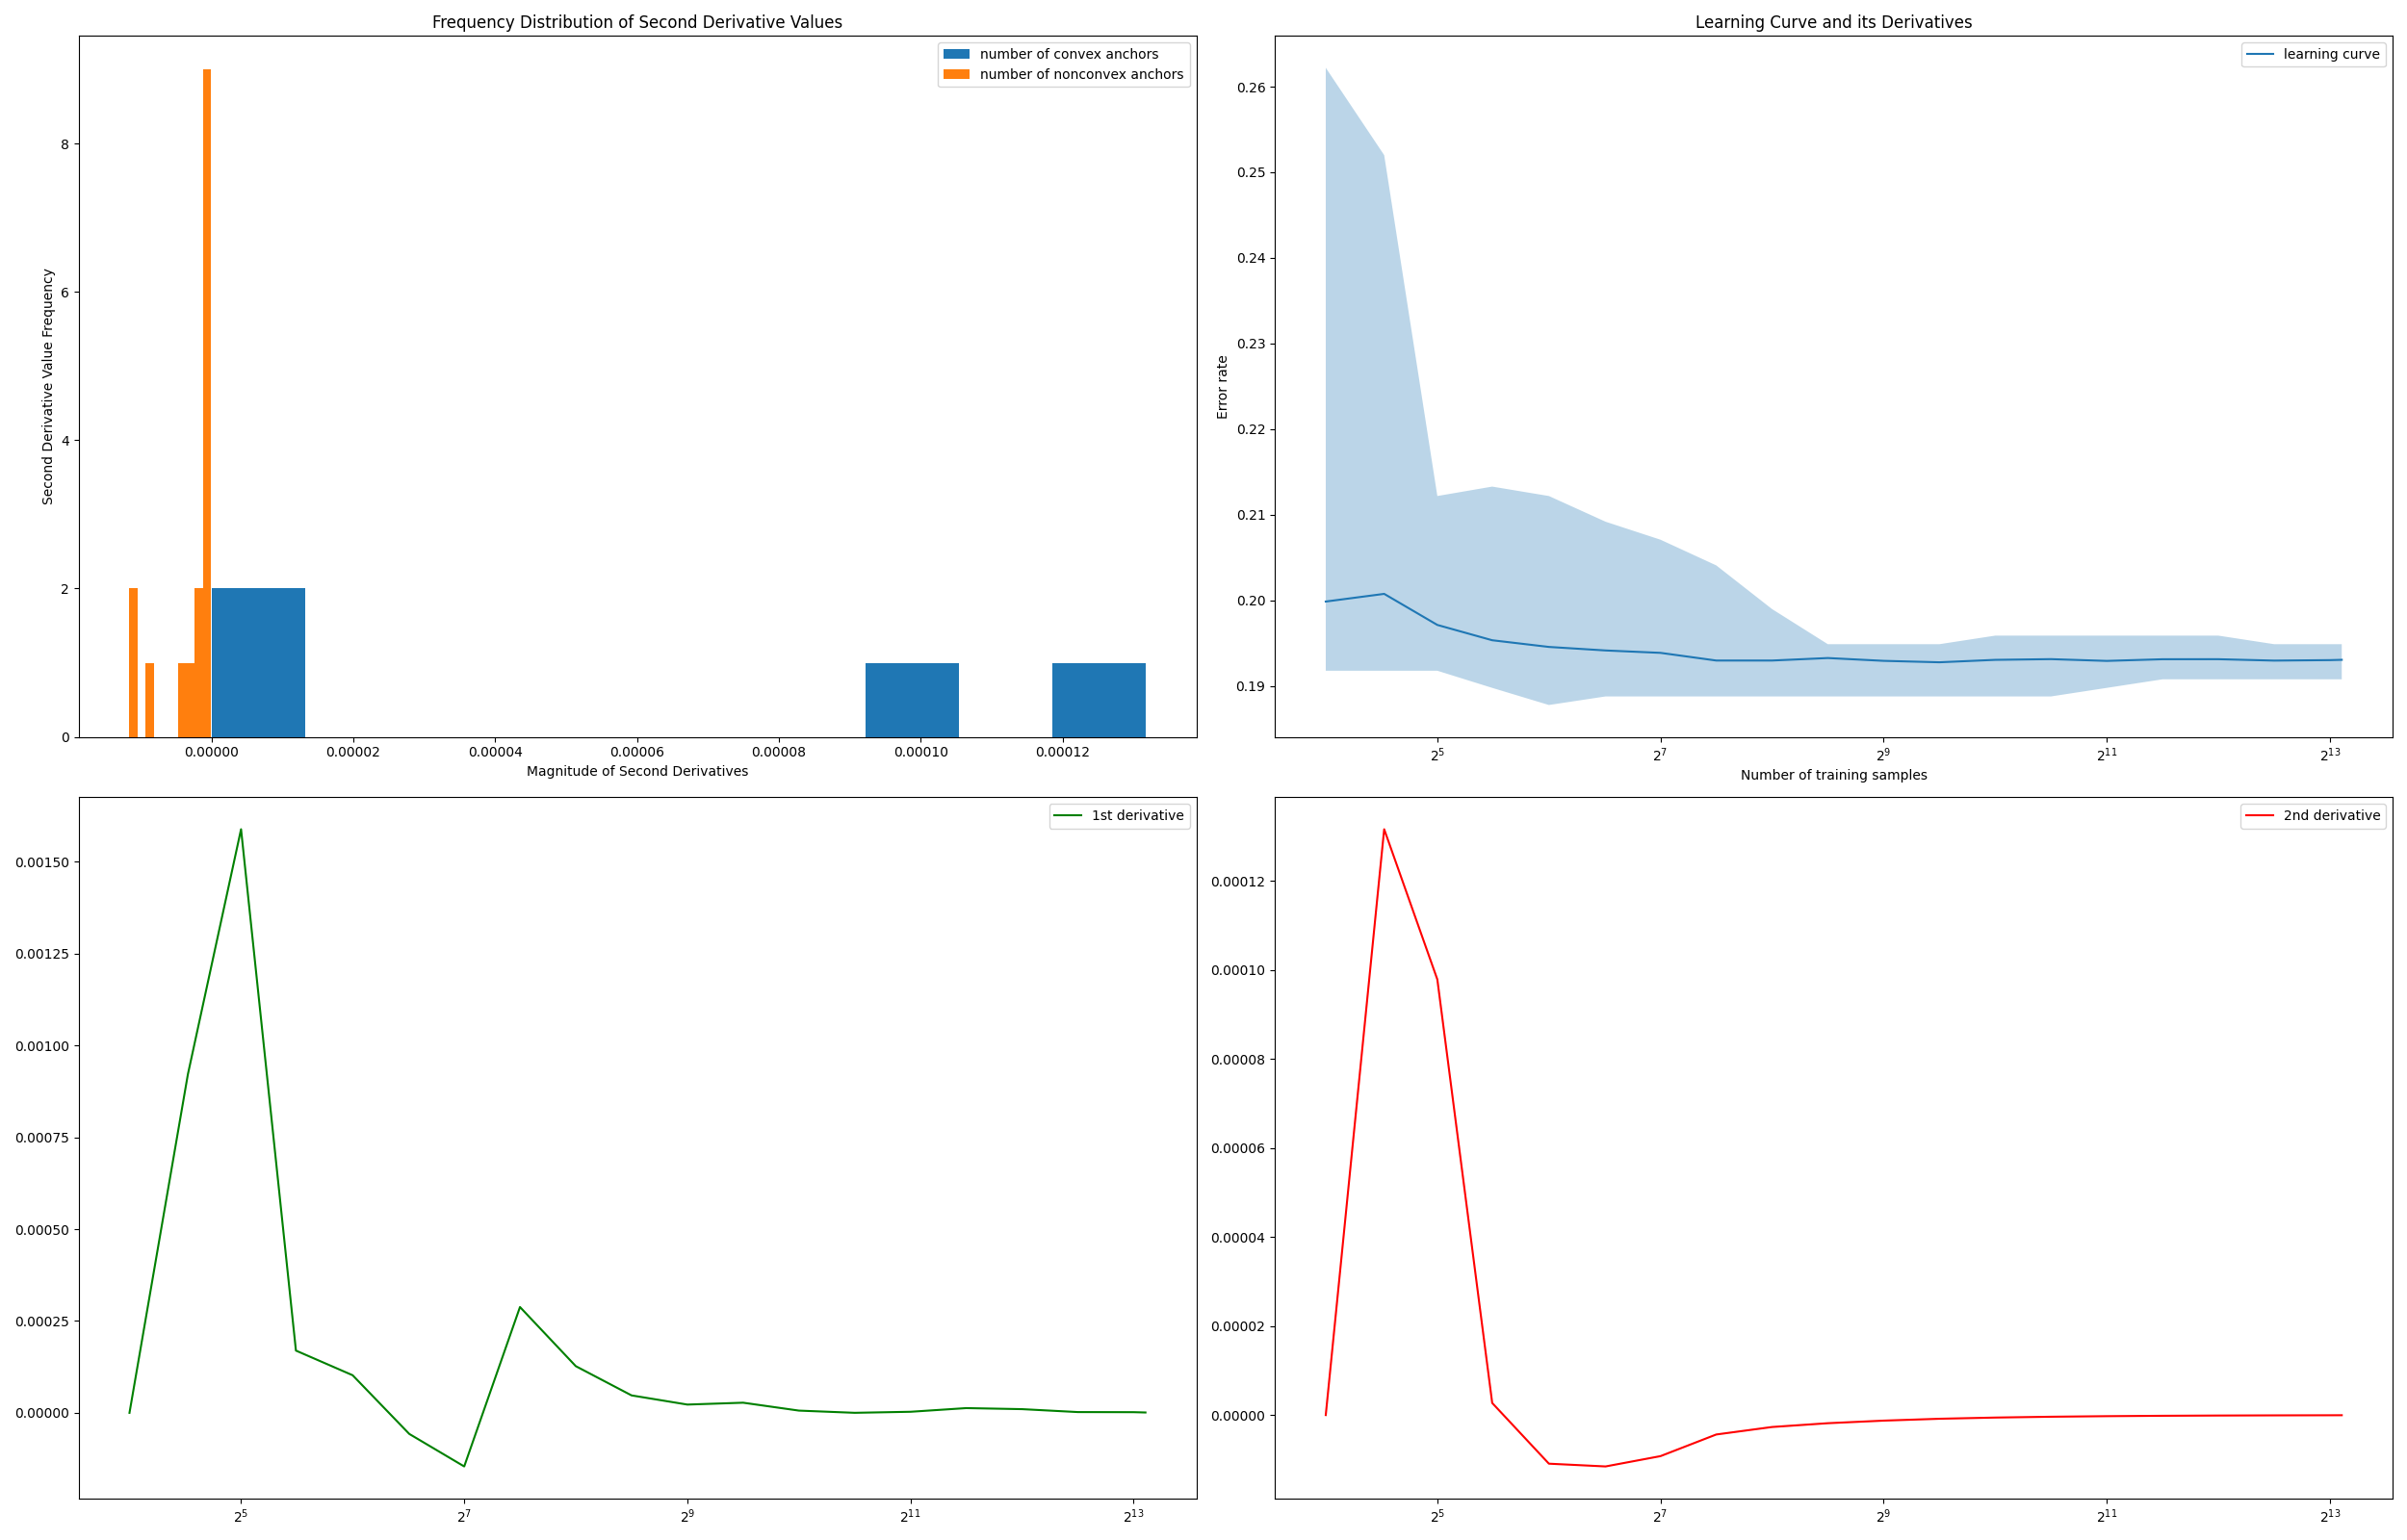 Frequency Distribution of Second Derivative Values
number of convex anchors
number of nonconvex anchors
Second Derivative Value Frequency
8
6
4
2
0
0.00000 0.00002 0.00004 0.00006 0.00008 0.00010 0.00012
Magnitude of Second Derivatives
Learning Curve and its Derivatives
learning curve
Error rate
0.26
0.25
0.24
0.23
0.22
0.21
0.20
0.19
2^5 2^7 2^9 2^11 2^13
Number of training samples
1st derivative
0.00150
0.00125
0.00100
0.00075
0.00050
0.00025
0.00000
2^5 2^7 2^9 2^11 2^13
2nd derivative
0.00012
0.00010
0.00008
0.00006
0.00004
0.00002
0.00000
2^5 2^7 2^9 2^11 2^13